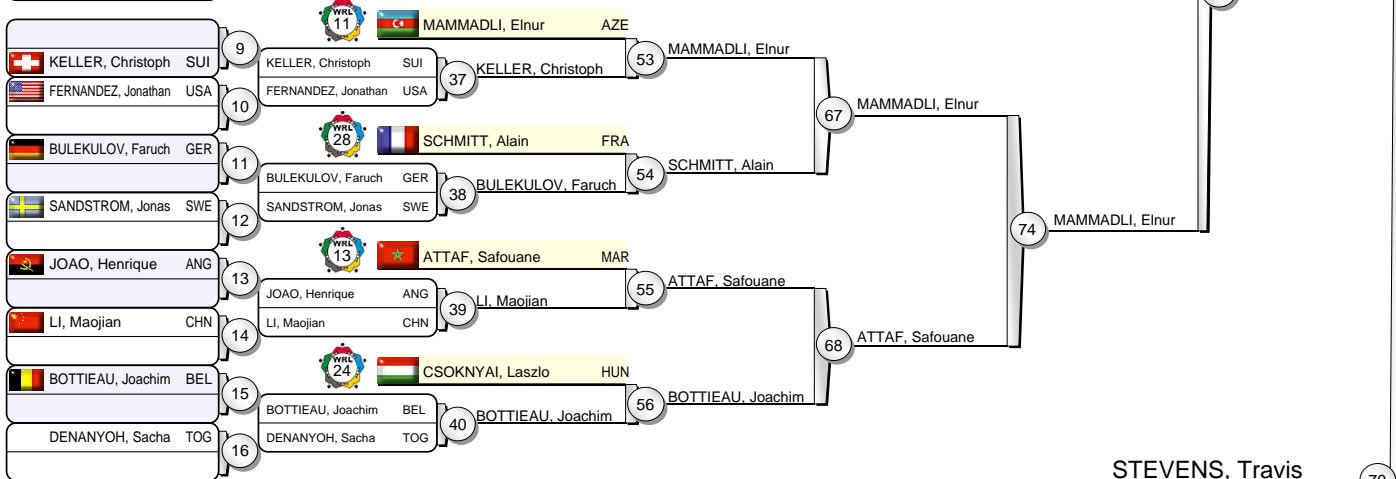 WRL 11 MAMMADLI, Elnur AZE
KELLER, Christoph SUI 9
FERNANDEZ, Jonathan USA 10
BULEKULOV, Faruch GER 11
SANDSTROM, Jonas SWE 12
JOAO, Henrique ANG 13
LI, Maojian CHN 14
BOTTIEAU, Joachim BEL 15
DENANYOH, Sacha TOG 16
KELLER, Christoph SUI
FERNANDEZ, Jonathan USA
37 KELLER, Christoph
WRL 28 SCHMITT, Alain FRA
BULEKULOV, Faruch GER
SANDSTROM, Jonas SWE
38 BULEKULOV, Faruch
WRL 13 ATTAF, Safouane MAR
JOAO, Henrique ANG
LI, Maojian CHN
39 LI, Maojian
WRL 24 CSOKNYAI, Laszlo HUN
BOTTIEAU, Joachim BEL
DENANYOH, Sacha TOG
40 BOTTIEAU, Joachim
53 MAMMADLI, Elnur
54 SCHMITT, Alain
55 ATTAF, Safouane
56 BOTTIEAU, Joachim
67 MAMMADLI, Elnur
68 ATTAF, Safouane
74 MAMMADLI, Elnur
STEVENS, Travis